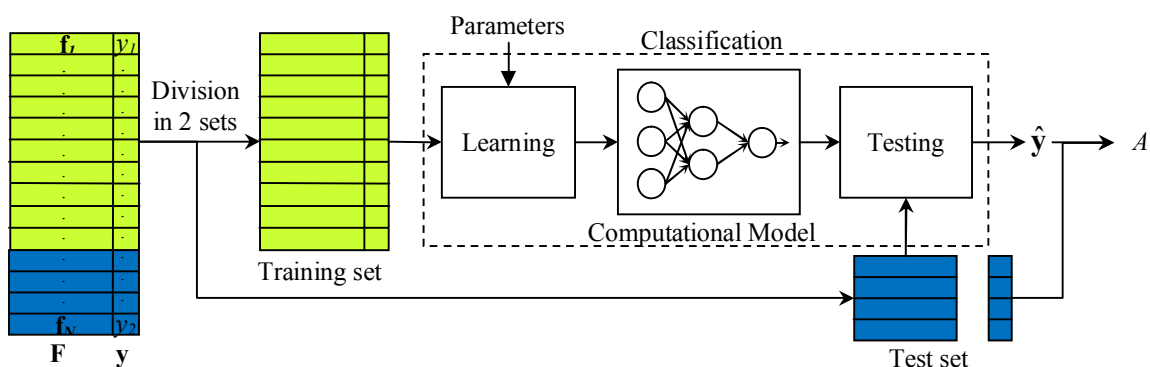 Parameters
Classification
f1 y1
Division
in 2 sets
Learning
Testing
ŷ
A
Computational Model
Training set
fN y2
F y
Test set